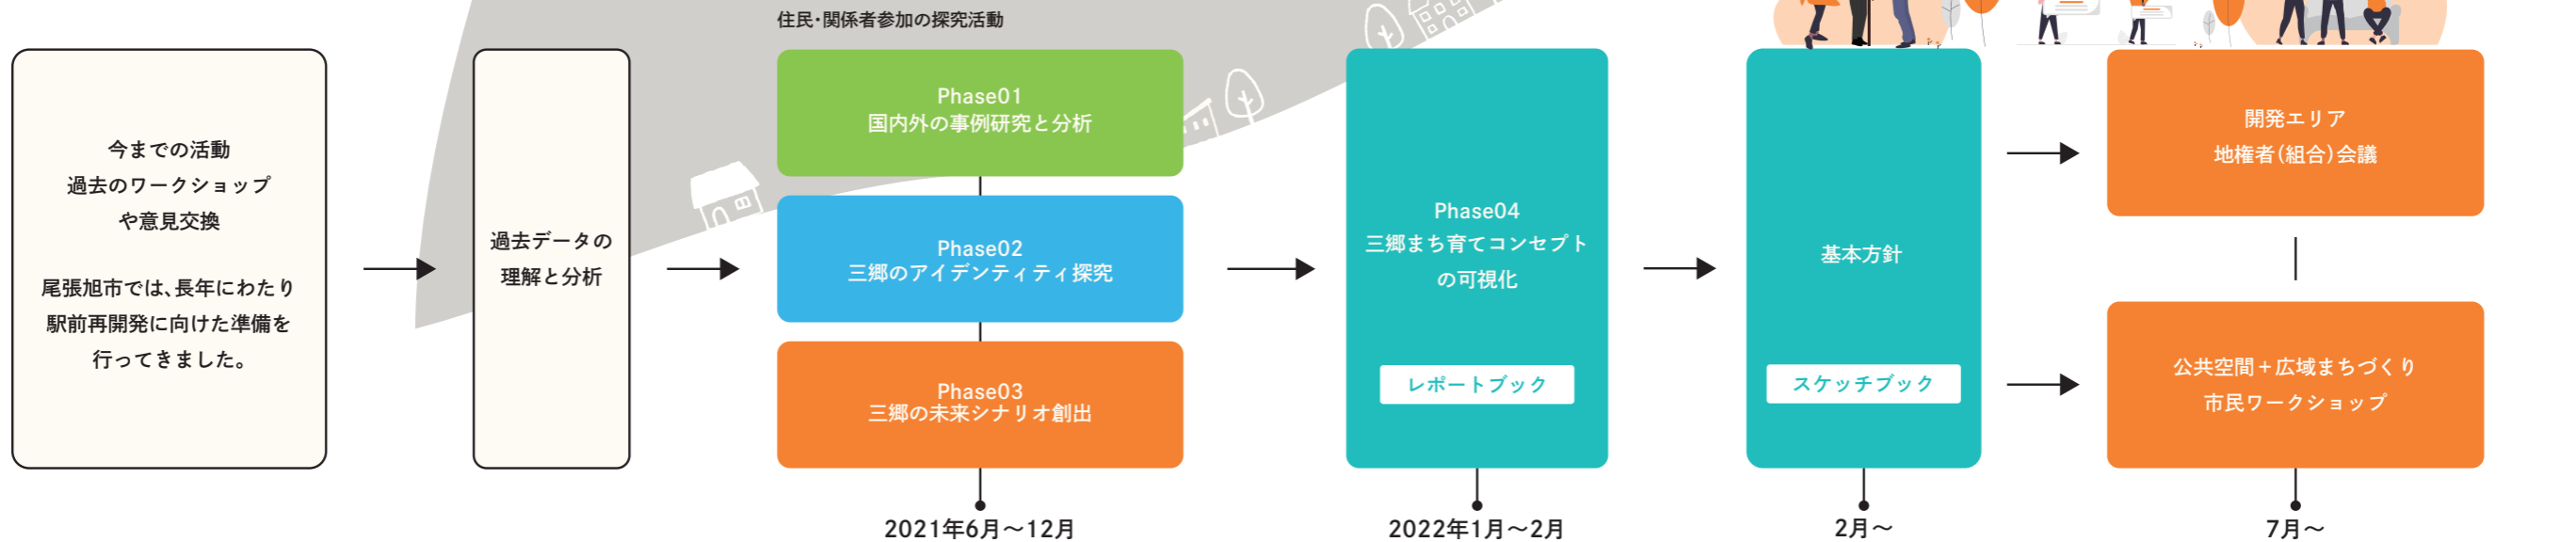 住民・関係者参加の探究活動
今までの活動
過去のワークショップ
や意見交換
尾張旭市では、長年にわたり
駅前再開発に向けた準備を
行ってきました。
過去データの
理解と分析
Phase01
国内外の事例研究と分析
Phase02
三郷のアイデンティティ探究
Phase03
三郷の未来シナリオ創出
2021年6月〜12月
Phase04
三郷まち育てコンセプト
の可視化
レポートブック
2022年1月〜2月
基本方針
スケッチブック
2月〜
開発エリア
地権者(組合)会議
公共空間+広域まちづくり
市民ワークショップ
7月〜